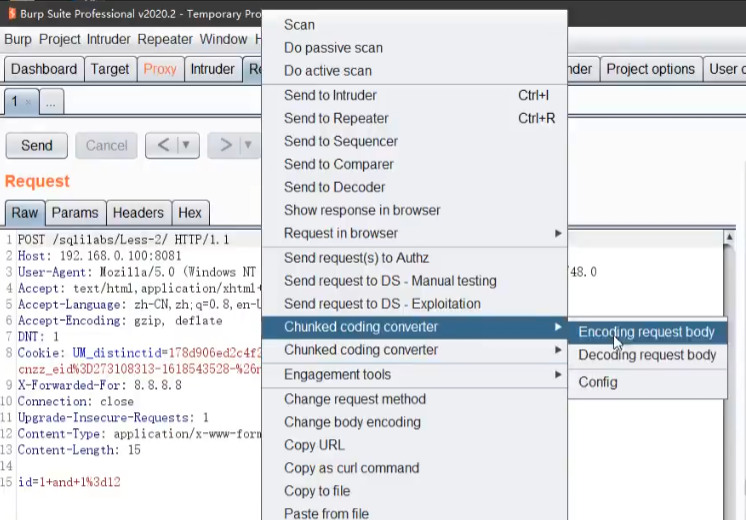 Burp Suite Professional v2020.2 - Temporary Pro
Burp Project Intruder Repeater Window H
Dashboard Target Proxy Intruder Re nder Project options User o
1 × ...
Send Cancel < >
Request
Raw Params Headers Hex
1 POST /sqlilabs/Less-2/ HTTP/1.1
2 Host: 192.168.0.100:8081
3 User-Agent: Mozilla/5.0 (Windows NT /48.0
4 Accept: text/html,application/xhtml+
5 Accept-Language: zh-CN,zh;q=0.8,en-U
6 Accept-Encoding: gzip, deflate
7 DNT: 1
8 Cookie: UM_distinctid=178d906ed2c4f
cnzz_eid%3D273108313-1618543528-%26r
9 X-Forwarded-For: 8.8.8.8
10 Connection: close
11 Upgrade-Insecure-Requests: 1
12 Content-Type: application/x-www-form
13 Content-Length: 15
14
15 id=1+and+1%3d12
Scan
Do passive scan
Do active scan
Send to Intruder Ctrl+I
Send to Repeater Ctrl+R
Send to Sequencer
Send to Comparer
Send to Decoder
Show response in browser
Request in browser
Send request(s) to Authz
Send request to DS - Manual testing
Send request to DS - Exploitation
Chunked coding converter
Chunked coding converter
Engagement tools
Change request method
Change body encoding
Copy URL
Copy as curl command
Copy to file
Paste from file
Encoding request body
Decoding request body
Config